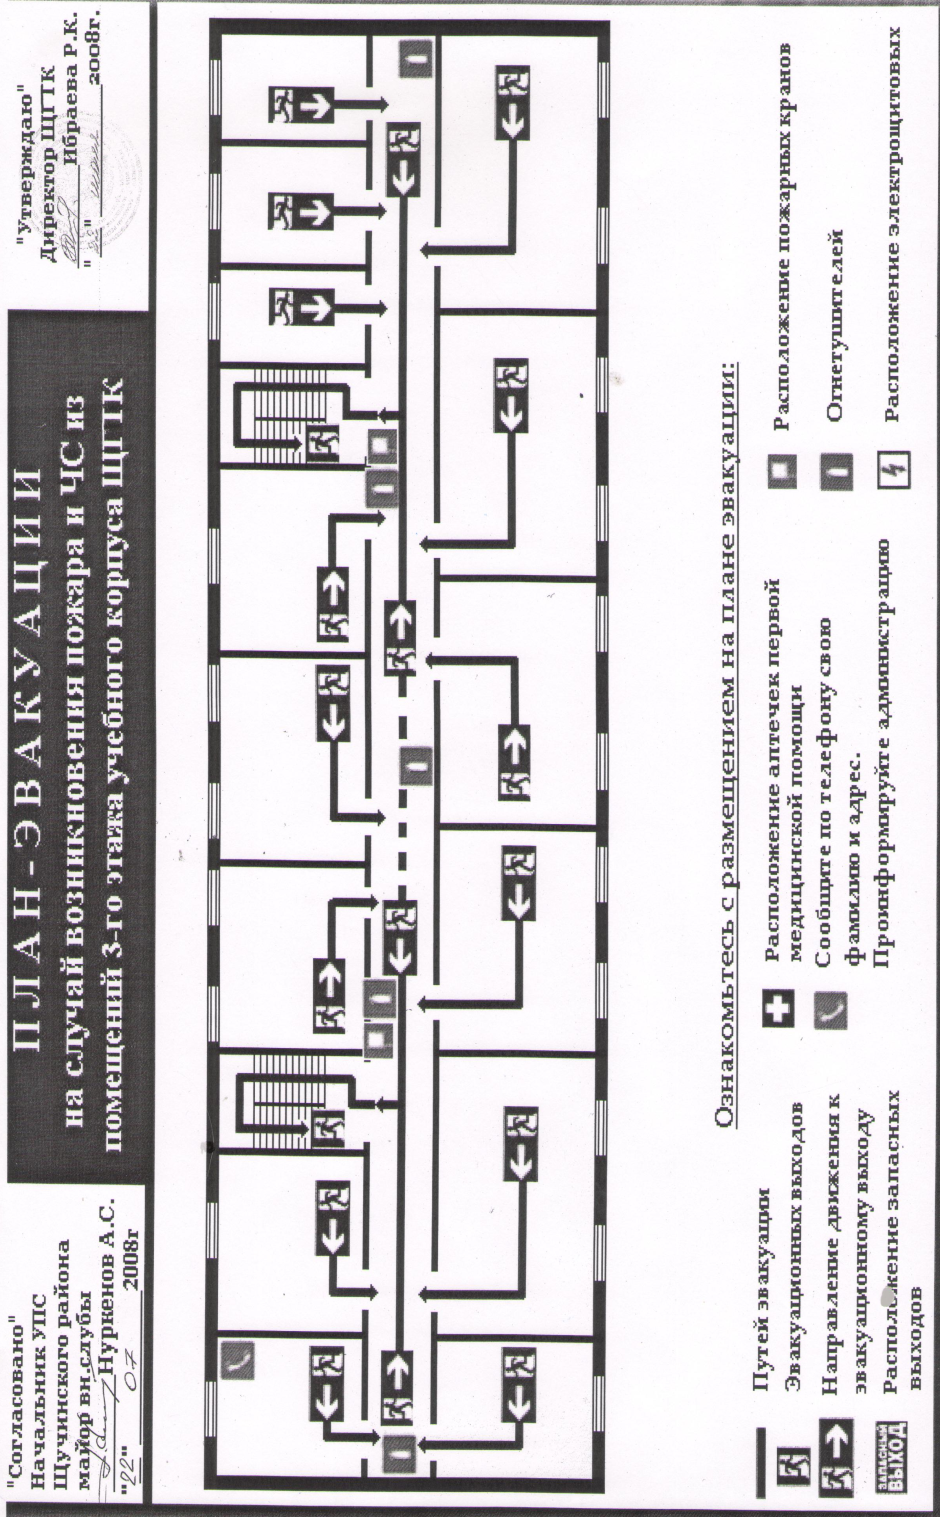 "Согласовано"
Начальник УПС
Щучинского района
майор вн.слубы
Нуркенов А.С.
"22" 07 2008г
ПЛАН-ЭВАКУАЦИИ
на случай возникновения пожара и ЧС из
помещений 3-го этажа учебного корпуса ЩГТК
"Утверждаю"
Директор ЩГТК
Ибраева Р.К.
2008г.
Ознакомьтесь с размещением на плане эвакуации:
Путей эвакуации
Эвакуационных выходов
Направление движения к
эвакуационному выходу
ЗАПАСНЫЙ
ВЫХОД
Расположение запасных
выходов
Расположение аптечек первой
медицинской помощи
Сообщите по телефону свою
фамилию и адрес.
Проинформируйте администрацию
Расположение пожарных кранов
Огнетушителей
Расположение электрощитовых